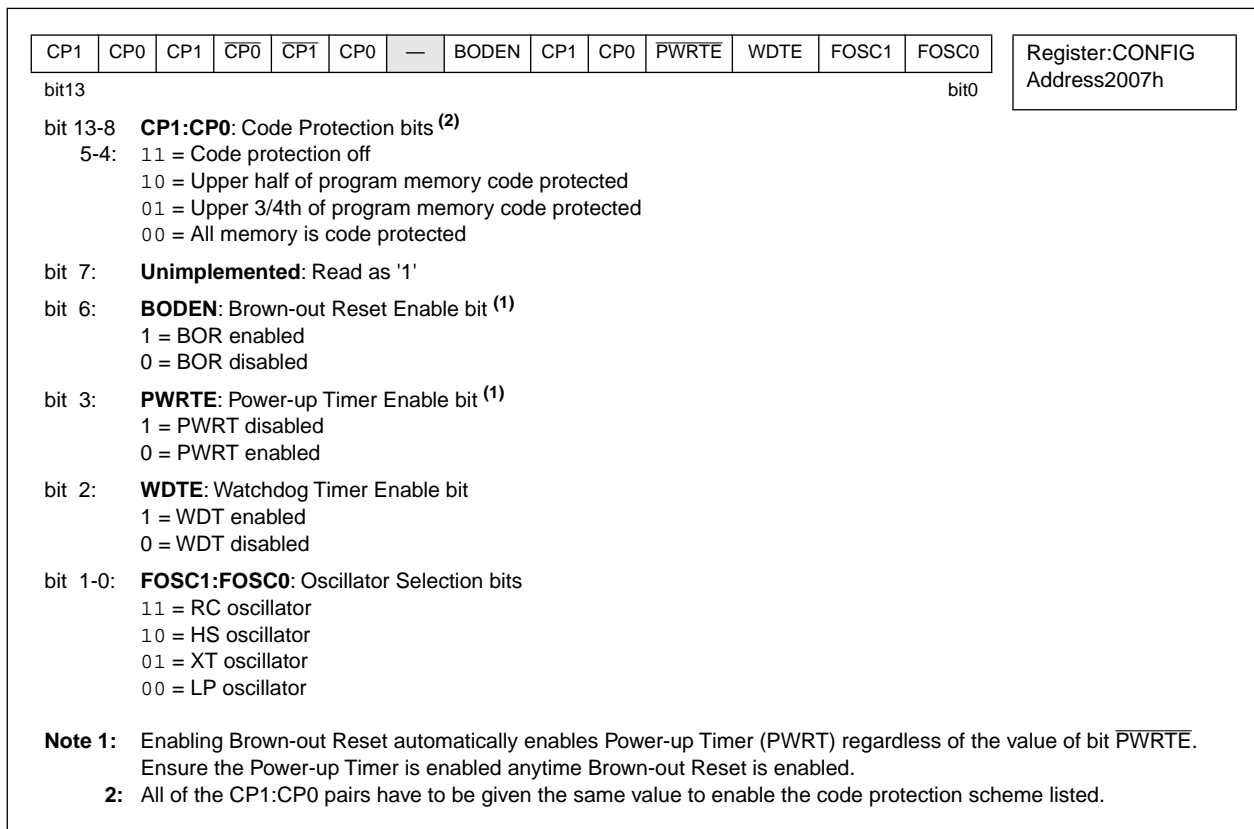 CP1 CP0 CP1 CP0 CP1 CP0 — BODEN CP1 CP0 PWRTE WDTE FOSC1 FOSC0
Register:CONFIG
Address2007h
bit13 bit0
bit 13-8 CP1:CP0: Code Protection bits (2)
5-4: 11 = Code protection off
10 = Upper half of program memory code protected
01 = Upper 3/4th of program memory code protected
00 = All memory is code protected
bit 7: Unimplemented: Read as '1'
bit 6: BODEN: Brown-out Reset Enable bit (1)
1 = BOR enabled
0 = BOR disabled
bit 3: PWRTE: Power-up Timer Enable bit (1)
1 = PWRT disabled
0 = PWRT enabled
bit 2: WDTE: Watchdog Timer Enable bit
1 = WDT enabled
0 = WDT disabled
bit 1-0: FOSC1:FOSC0: Oscillator Selection bits
11 = RC oscillator
10 = HS oscillator
01 = XT oscillator
00 = LP oscillator
Note 1: Enabling Brown-out Reset automatically enables Power-up Timer (PWRT) regardless of the value of bit PWRTE.
Ensure the Power-up Timer is enabled anytime Brown-out Reset is enabled.
2: All of the CP1:CP0 pairs have to be given the same value to enable the code protection scheme listed.